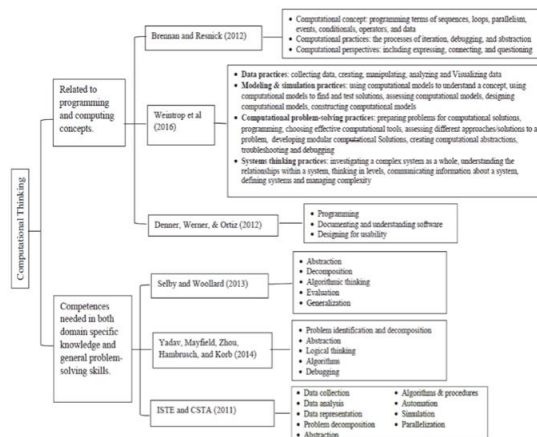 Computational Thinking
Related to
programming
and computing
concepts.
Brennan and Resnick (2012)
• Computational concept: programming terms of sequences, loops, parallelism,
events, conditionals, operators, and data
• Computational practices: the processes of iteration, debugging, and abstraction
• Computational perspectives: including expressing, connecting, and questioning
Weintrop et al
(2016)
• Data practices: collecting data, creating, manipulating, analyzing and Visualizing data
• Modeling & simulation practices: using computational models to understand a concept, using
computational models to find and test solutions, assessing computational models, designing
computational models, constructing computational models
• Computational problem-solving practices: preparing problems for computational solutions,
programming, choosing effective computational tools, assessing different approaches/solutions to a
problem, developing modular computational Solutions, creating computational abstractions,
troubleshooting and debugging
• Systems thinking practices: investigating a complex system as a whole, understanding the
relationships within a system, thinking in levels, communicating information about a system,
defining systems and managing complexity
Denner, Werner, & Ortiz (2012)
• Programming
• Documenting and understanding software
• Designing for usability
Competences
needed in both
domain specific
knowledge and
general problem-
solving skills.
Selby and Woollard (2013)
• Abstraction
• Decomposition
• Algorithmic thinking
• Evaluation
• Generalization
Yadav, Mayfield, Zhou,
Hambrusch, and Korb (2014)
• Problem identification and decomposition
• Abstraction
• Logical thinking
• Algorithms
• Debugging
ISTE and CSTA (2011)
• Data collection
• Data analysis
• Data representation
• Problem decomposition
• Abstraction
• Algorithms & procedures
• Automation
• Simulation
• Parallelization